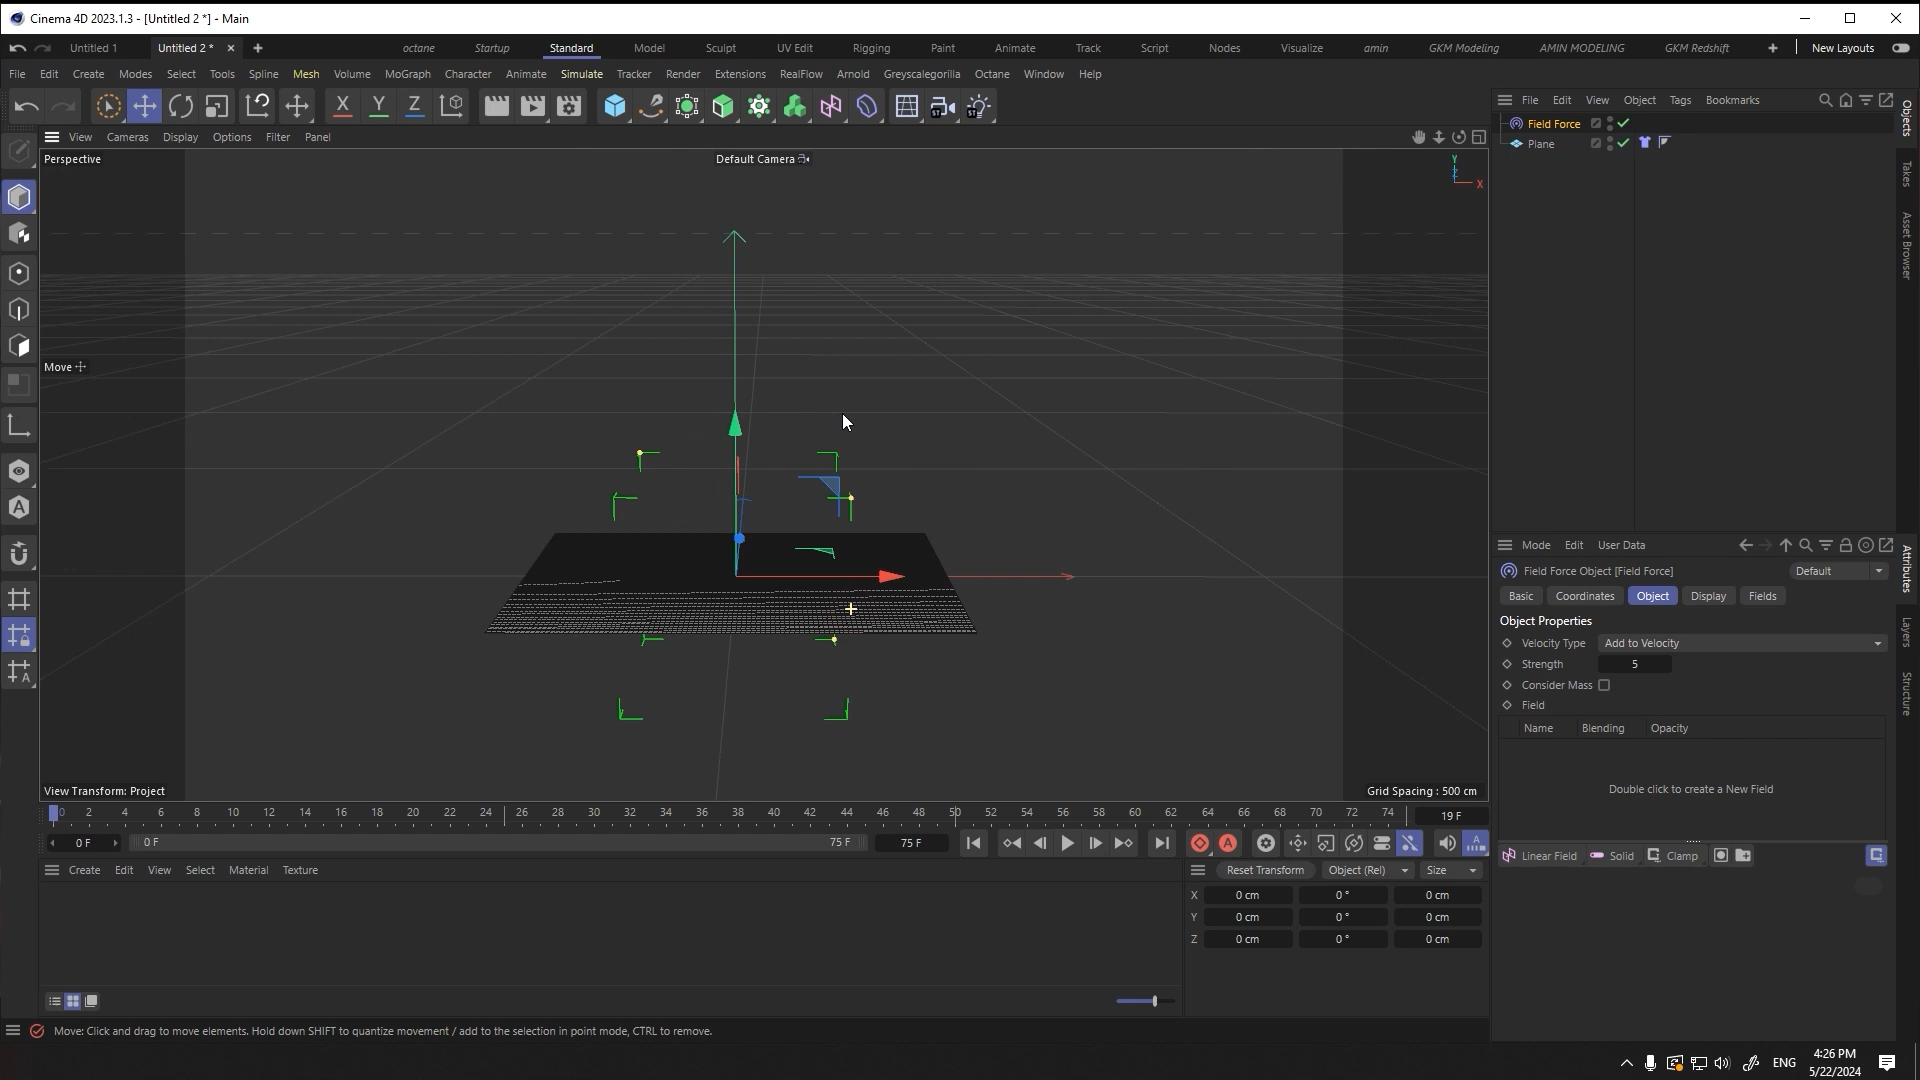 Cinema 4D 2023.1.3 - [Untitled 2 *] - Main
Untitled 1 Untitled 2 * octane Startup Standard Model Sculpt UV Edit Rigging Paint Animate Track Script Nodes Visualize amin GKM Modeling AMIN MODELING GKM Redshift New Layouts
File Edit Create Modes Select Tools Spline Mesh Volume MoGraph Character Animate Simulate Tracker Render Extensions RealFlow Arnold Greyscalegorilla Octane Window Help
X Y Z
File Edit View Object Tags Bookmarks
Objects
Takes
Asset Browser
Field Force
Plane
View Cameras Display Options Filter Panel
Perspective
Default Camera
Y
Z
X
Move
View Transform: Project
Grid Spacing : 500 cm
Mode Edit User Data
Attributes
Layers
Structure
Field Force Object [Field Force]
Default
Basic Coordinates Object Display Fields
Object Properties
Velocity Type Add to Velocity
Strength 5
Consider Mass
Field
Name Blending Opacity
Double click to create a New Field
Linear Field Solid Clamp
0 2 4 6 8 10 12 14 16 18 20 22 24 26 28 30 32 34 36 38 40 42 44 46 48 50 52 54 56 58 60 62 64 66 68 70 72 74 19 F
0 F 0 F 75 F 75 F
Create Edit View Select Material Texture
Reset Transform Object (Rel) Size
X 0 cm 0 ° 0 cm
Y 0 cm 0 ° 0 cm
Z 0 cm 0 ° 0 cm
Move: Click and drag to move elements. Hold down SHIFT to quantize movement / add to the selection in point mode, CTRL to remove.
ENG
4:26 PM
5/22/2024